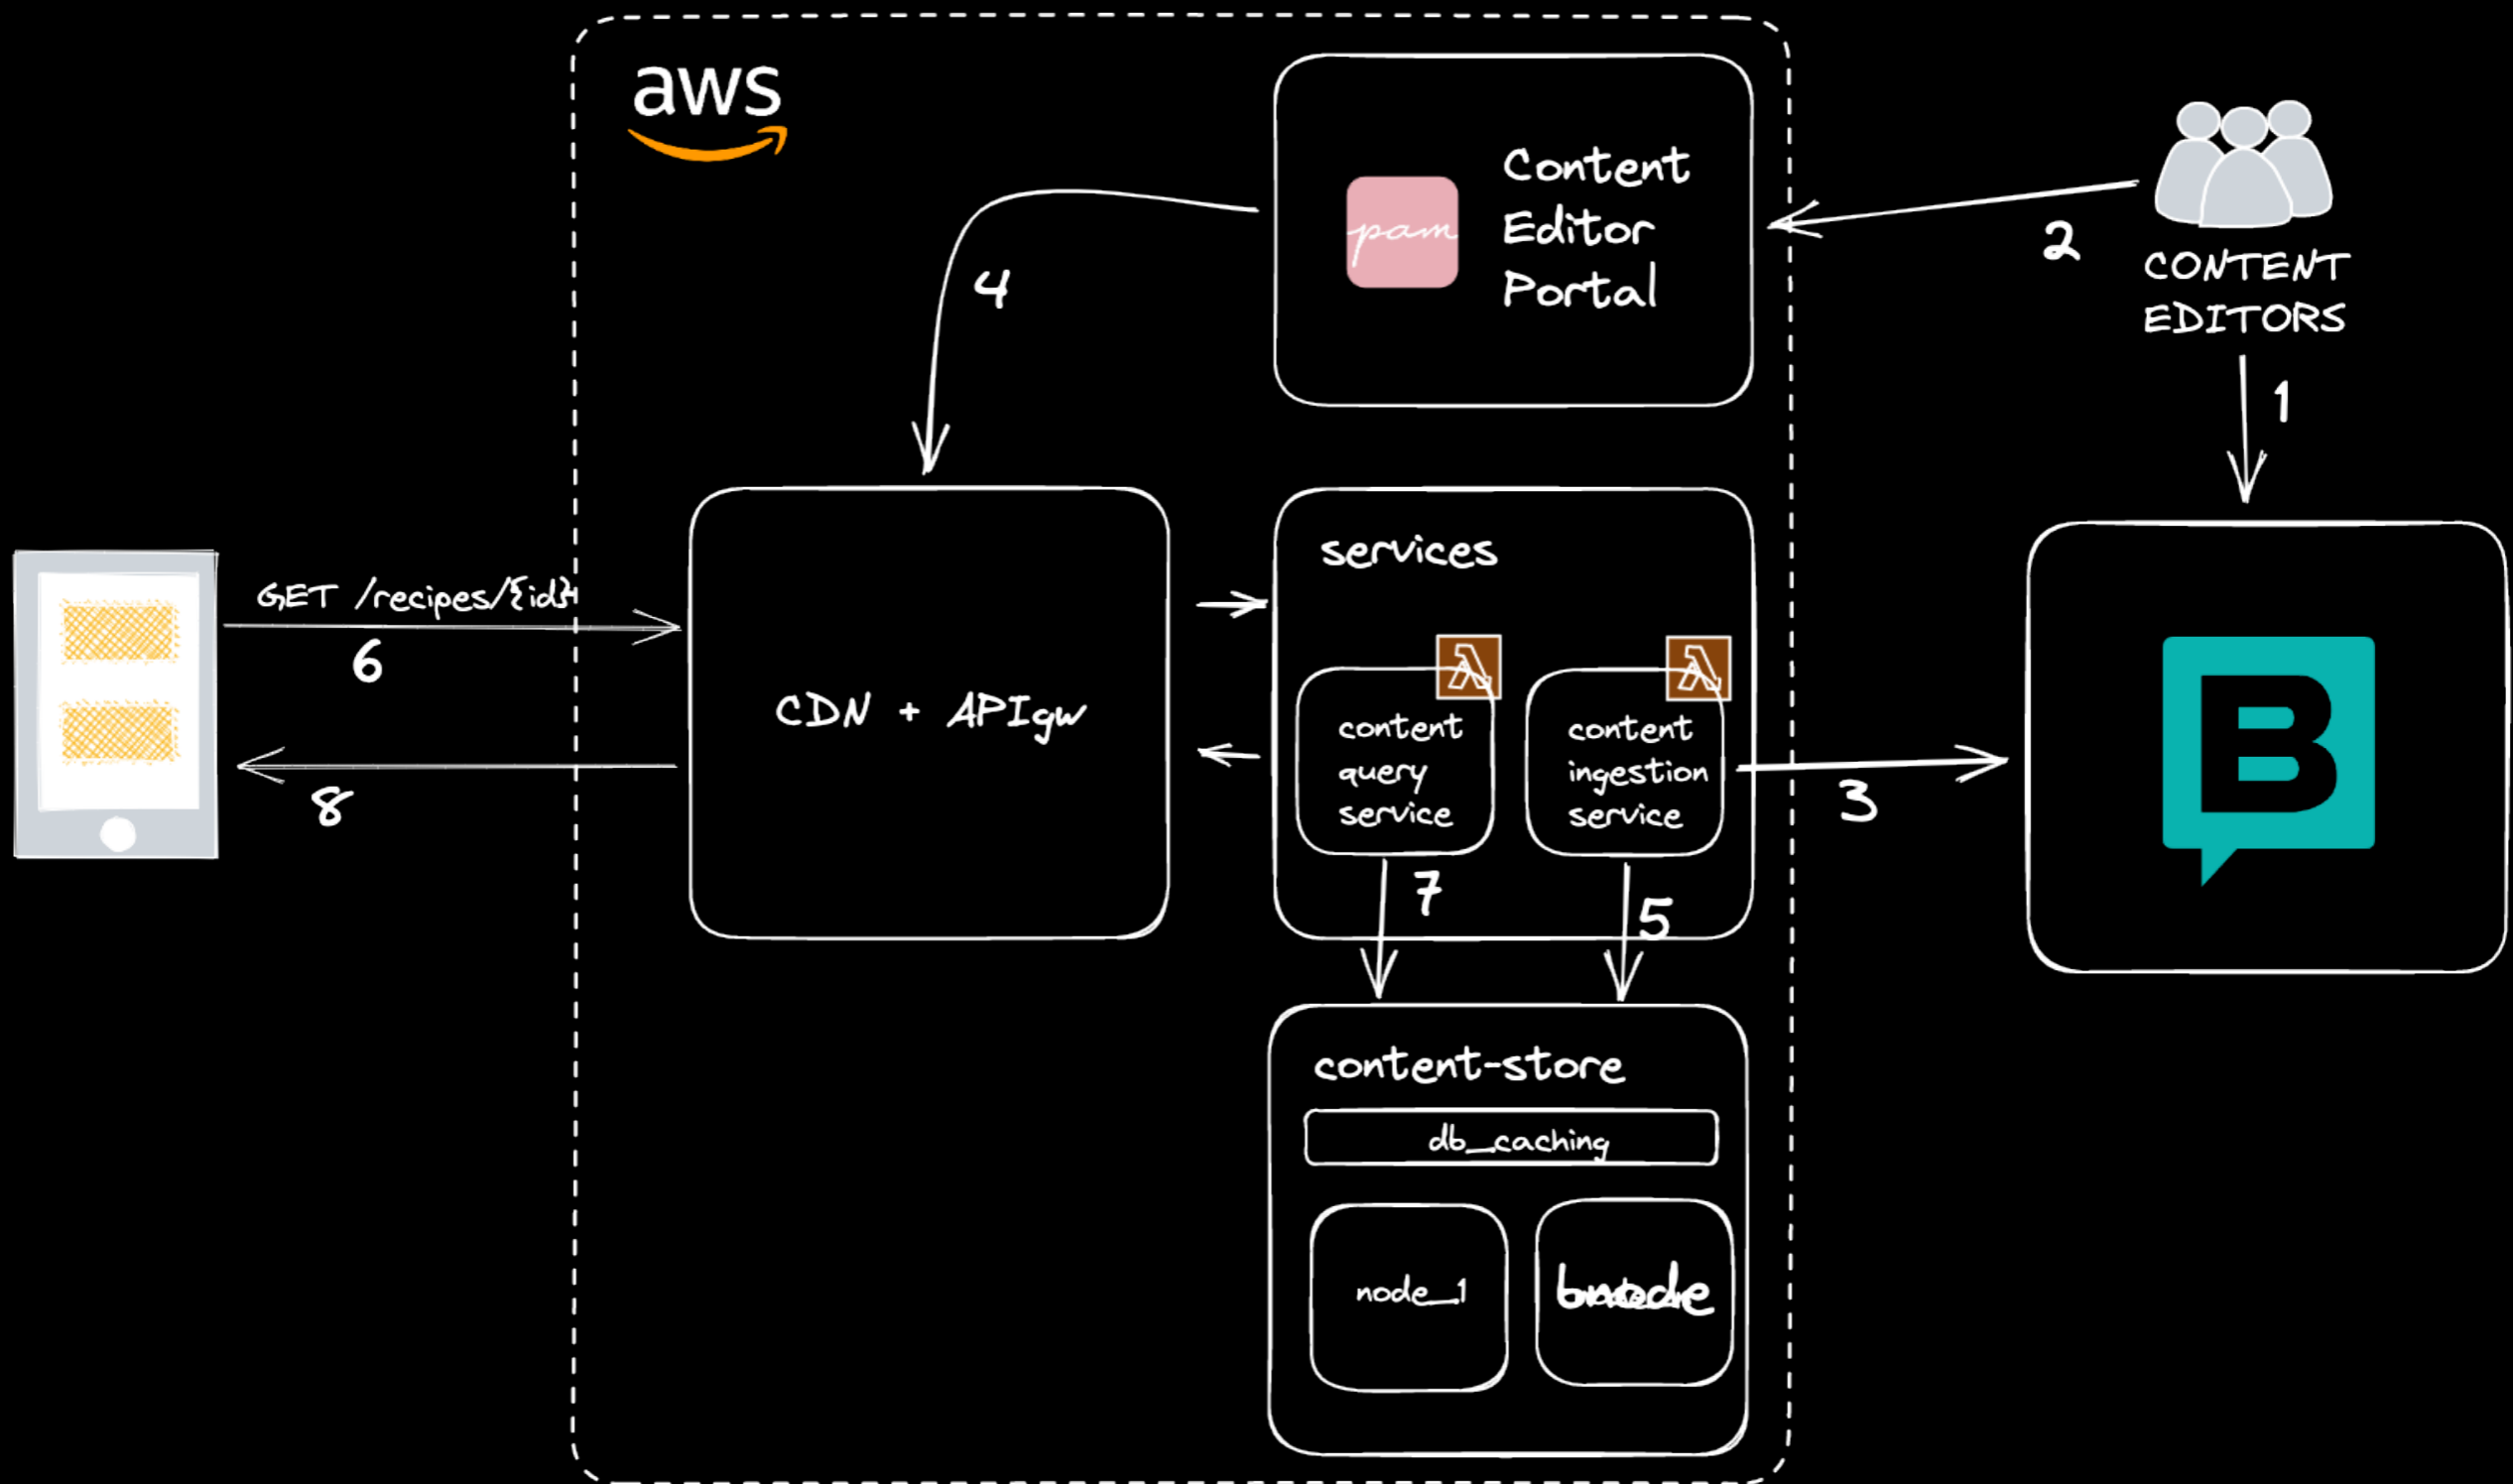 aws
pam
Content
Editor
Portal
2
CONTENT
EDITORS
4
1
GET /recipes/{id}
6
CDN + APIgw
8
services
content
query
service
content
ingestion
service
3
7
5
B
content-store
db_caching
node_1